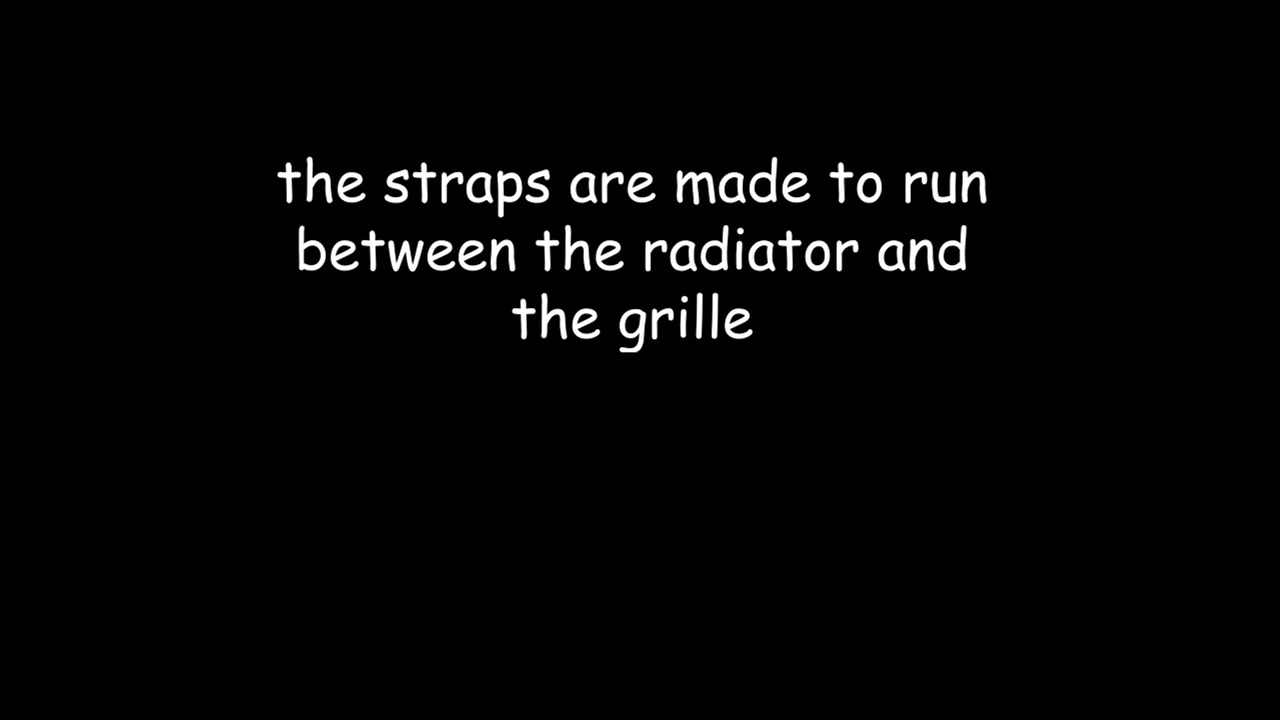 the straps are made to run
between the radiator and
the grille